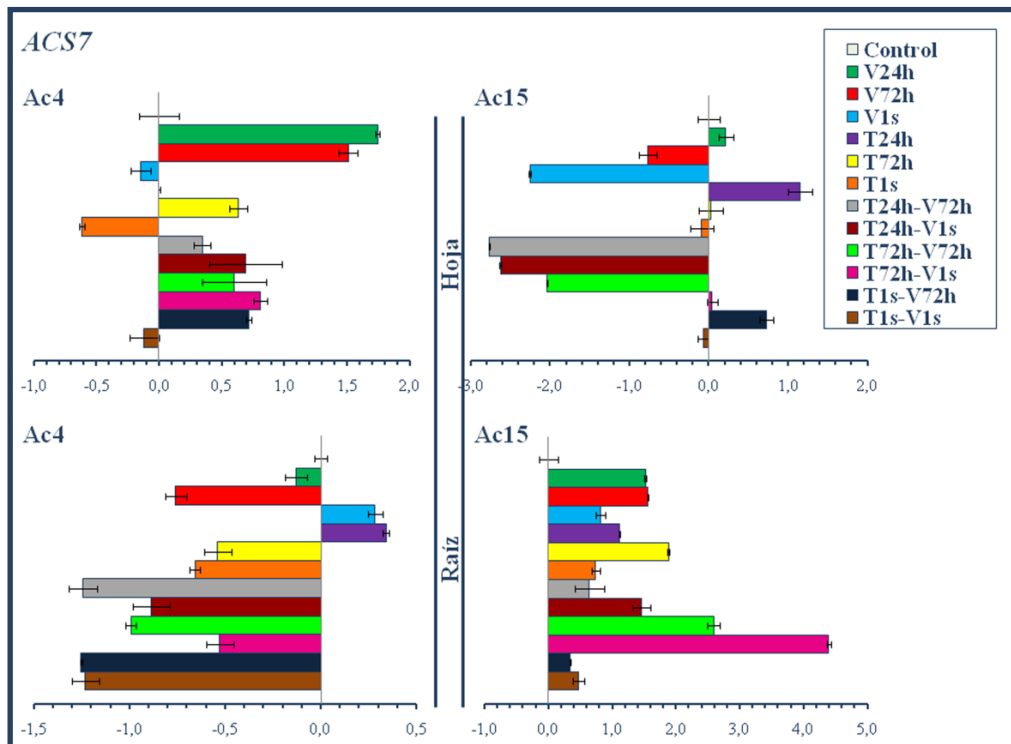 ACS7
Ac4
Ac15
Control
V24h
V72h
V1s
T24h
T72h
T1s
T24h-V72h
T24h-V1s
T72h-V72h
T72h-V1s
T1s-V72h
T1s-V1s
Hoja
-1,0 -0,5 0,0 0,5 1,0 1,5 2,0
-3,0 -2,0 -1,0 0,0 1,0 2,0
Ac4
Ac15
Raíz
-1,5 -1,0 -0,5 0,0 0,5
-1,0 0,0 1,0 2,0 3,0 4,0 5,0